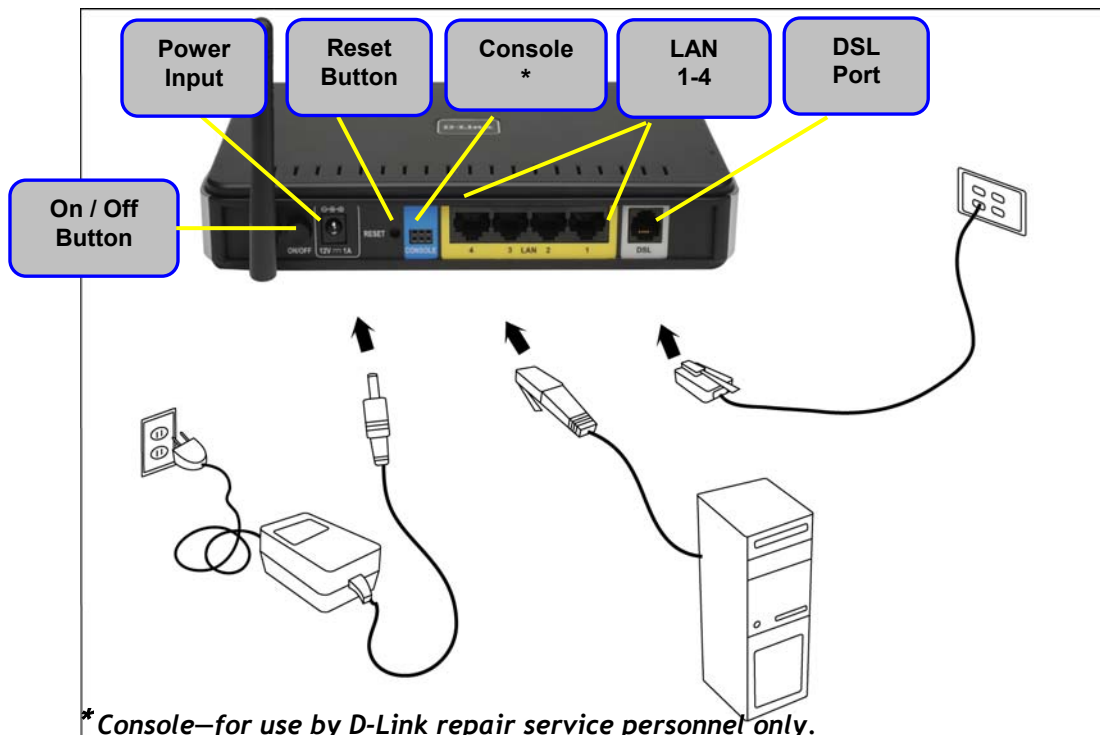 Power
Input
Reset
Button
Console
*
LAN
1-4
DSL
Port
D-Link
On / Off
Button
ON/OFF
12V 1A
RESET
CONSOLE
4 3 LAN 2 1
DSL
*Console—for use by D-Link repair service personnel only.